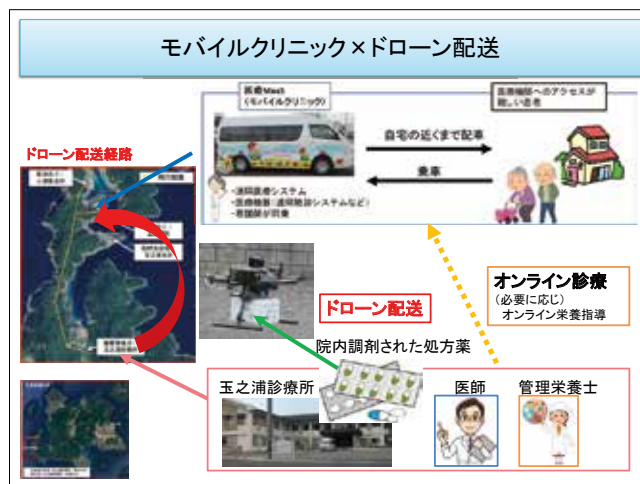 モバイルクリニック×ドローン配送
医療MaaS
(モバイルクリニック)
医療機関へのアクセスが
難しい患者
自宅の近くまで配車
乗車
・遠隔医療システム
・医療機器（遠隔聴診システムなど）
・看護師が同乗
ドローン配送経路
ドローン配送
オンライン診療
(必要に応じ)
オンライン栄養指導
院内調剤された処方薬
玉之浦診療所
医師
管理栄養士